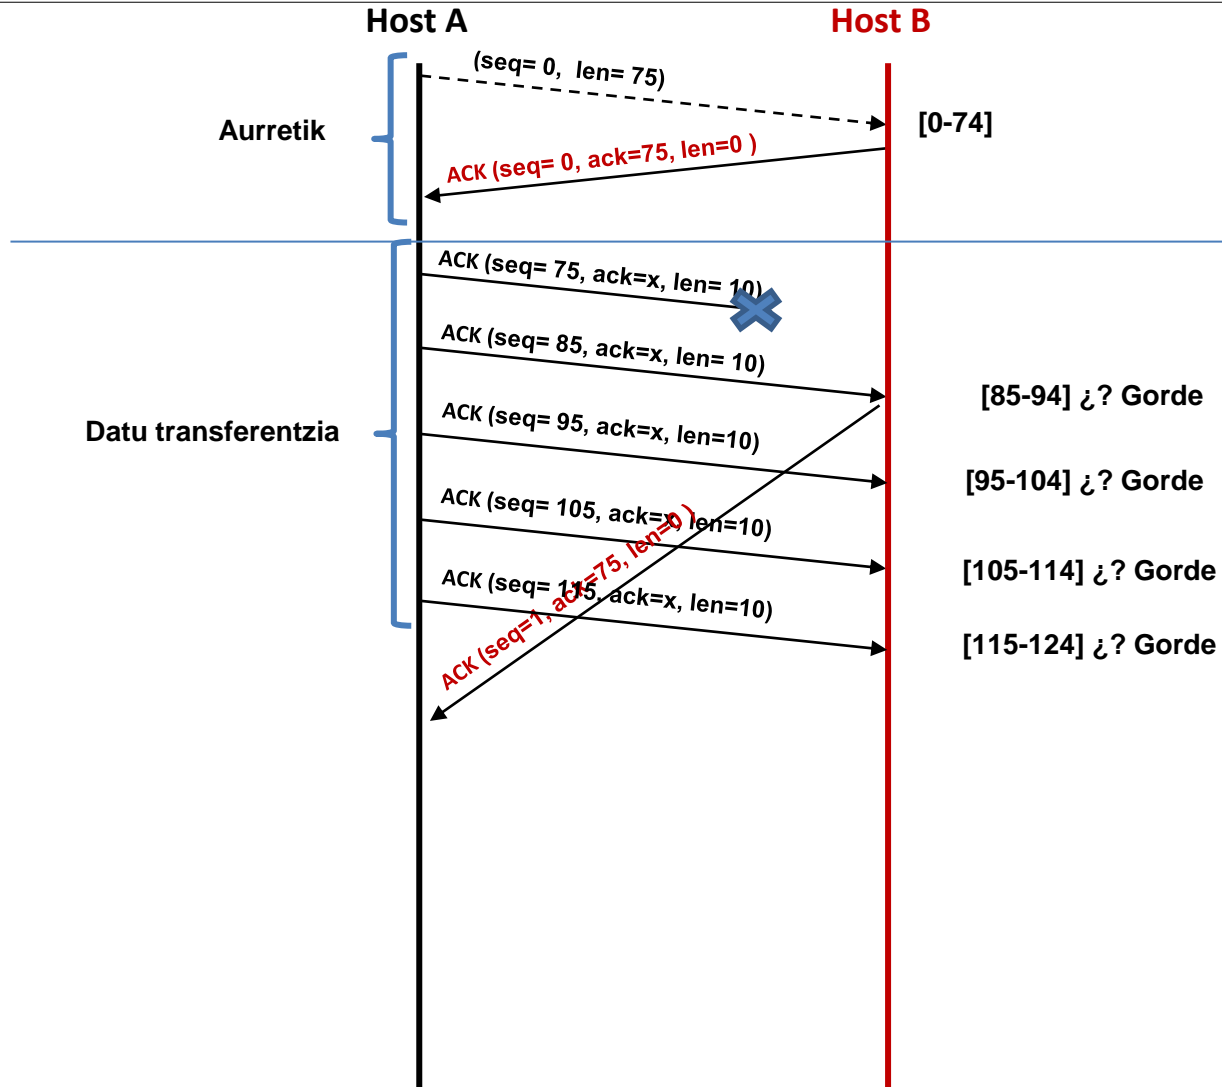 Host A
Host B
(seq= 0, len= 75)
Aurretik
[0-74]
ACK (seq= 0, ack=75, len=0 )
ACK (seq= 75, ack=x, len= 10)
ACK (seq= 85, ack=x, len= 10)
[85-94] ¿? Gorde
Datu transferentzia
ACK (seq= 95, ack=x, len=10)
[95-104] ¿? Gorde
ACK (seq= 105, ack=x, len=10)
[105-114] ¿? Gorde
ACK (seq= 115, ack=x, len=10)
[115-124] ¿? Gorde
ACK (seq=1, ack=75, len=0 )